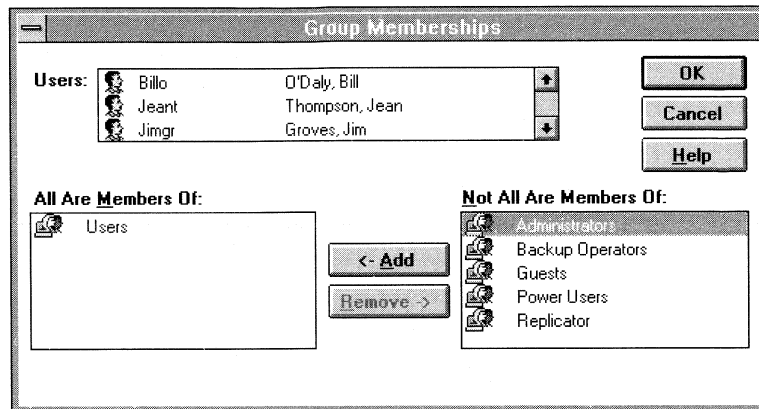 Group Memberships
Users:
Billo O'Daly, Bill
Jeant Thompson, Jean
Jimgr Groves, Jim
OK
Cancel
Help
All Are Members Of:
Users
<- Add
Remove ->
Not All Are Members Of:
Administrators
Backup Operators
Guests
Power Users
Replicator